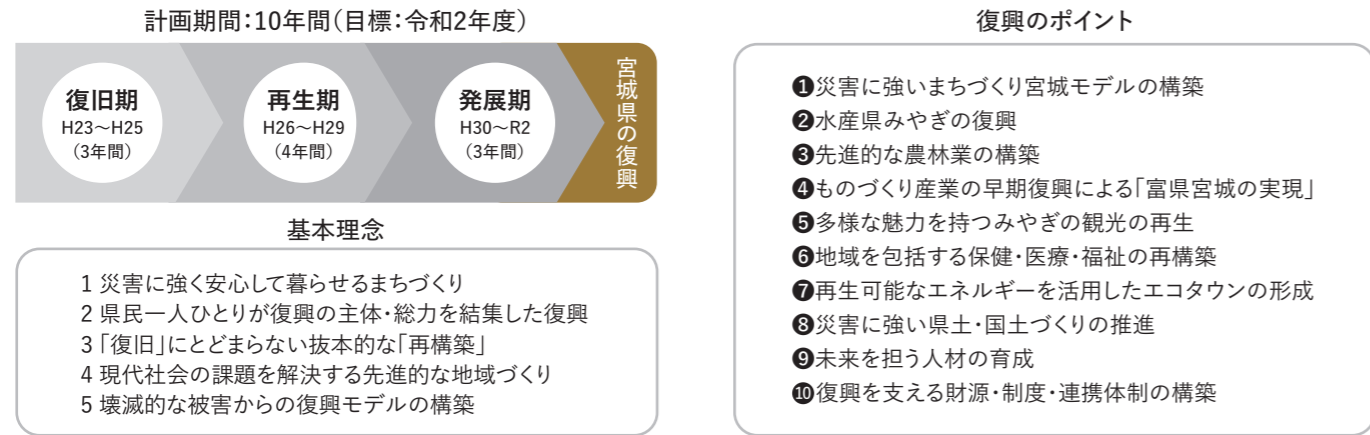 計画期間：10年間（目標：令和2年度）
復旧期
H23～H25
（3年間）
再生期
H26～H29
（4年間）
発展期
H30～R2
（3年間）
宮城県の復興
基本理念
1 災害に強く安心して暮らせるまちづくり
2 県民一人ひとりが復興の主体・総力を結集した復興
3 「復旧」にとどまらない抜本的な「再構築」
4 現代社会の課題を解決する先進的な地域づくり
5 壊滅的な被害からの復興モデルの構築
復興のポイント
❶災害に強いまちづくり宮城モデルの構築
❷水産県みやぎの復興
❸先進的な農林業の構築
❹ものづくり産業の早期復興による「富県宮城の実現」
❺多様な魅力を持つみやぎの観光の再生
❻地域を包括する保健・医療・福祉の再構築
❼再生可能なエネルギーを活用したエコタウンの形成
❽災害に強い県土・国土づくりの推進
❾未来を担う人材の育成
❿復興を支える財源・制度・連携体制の構築